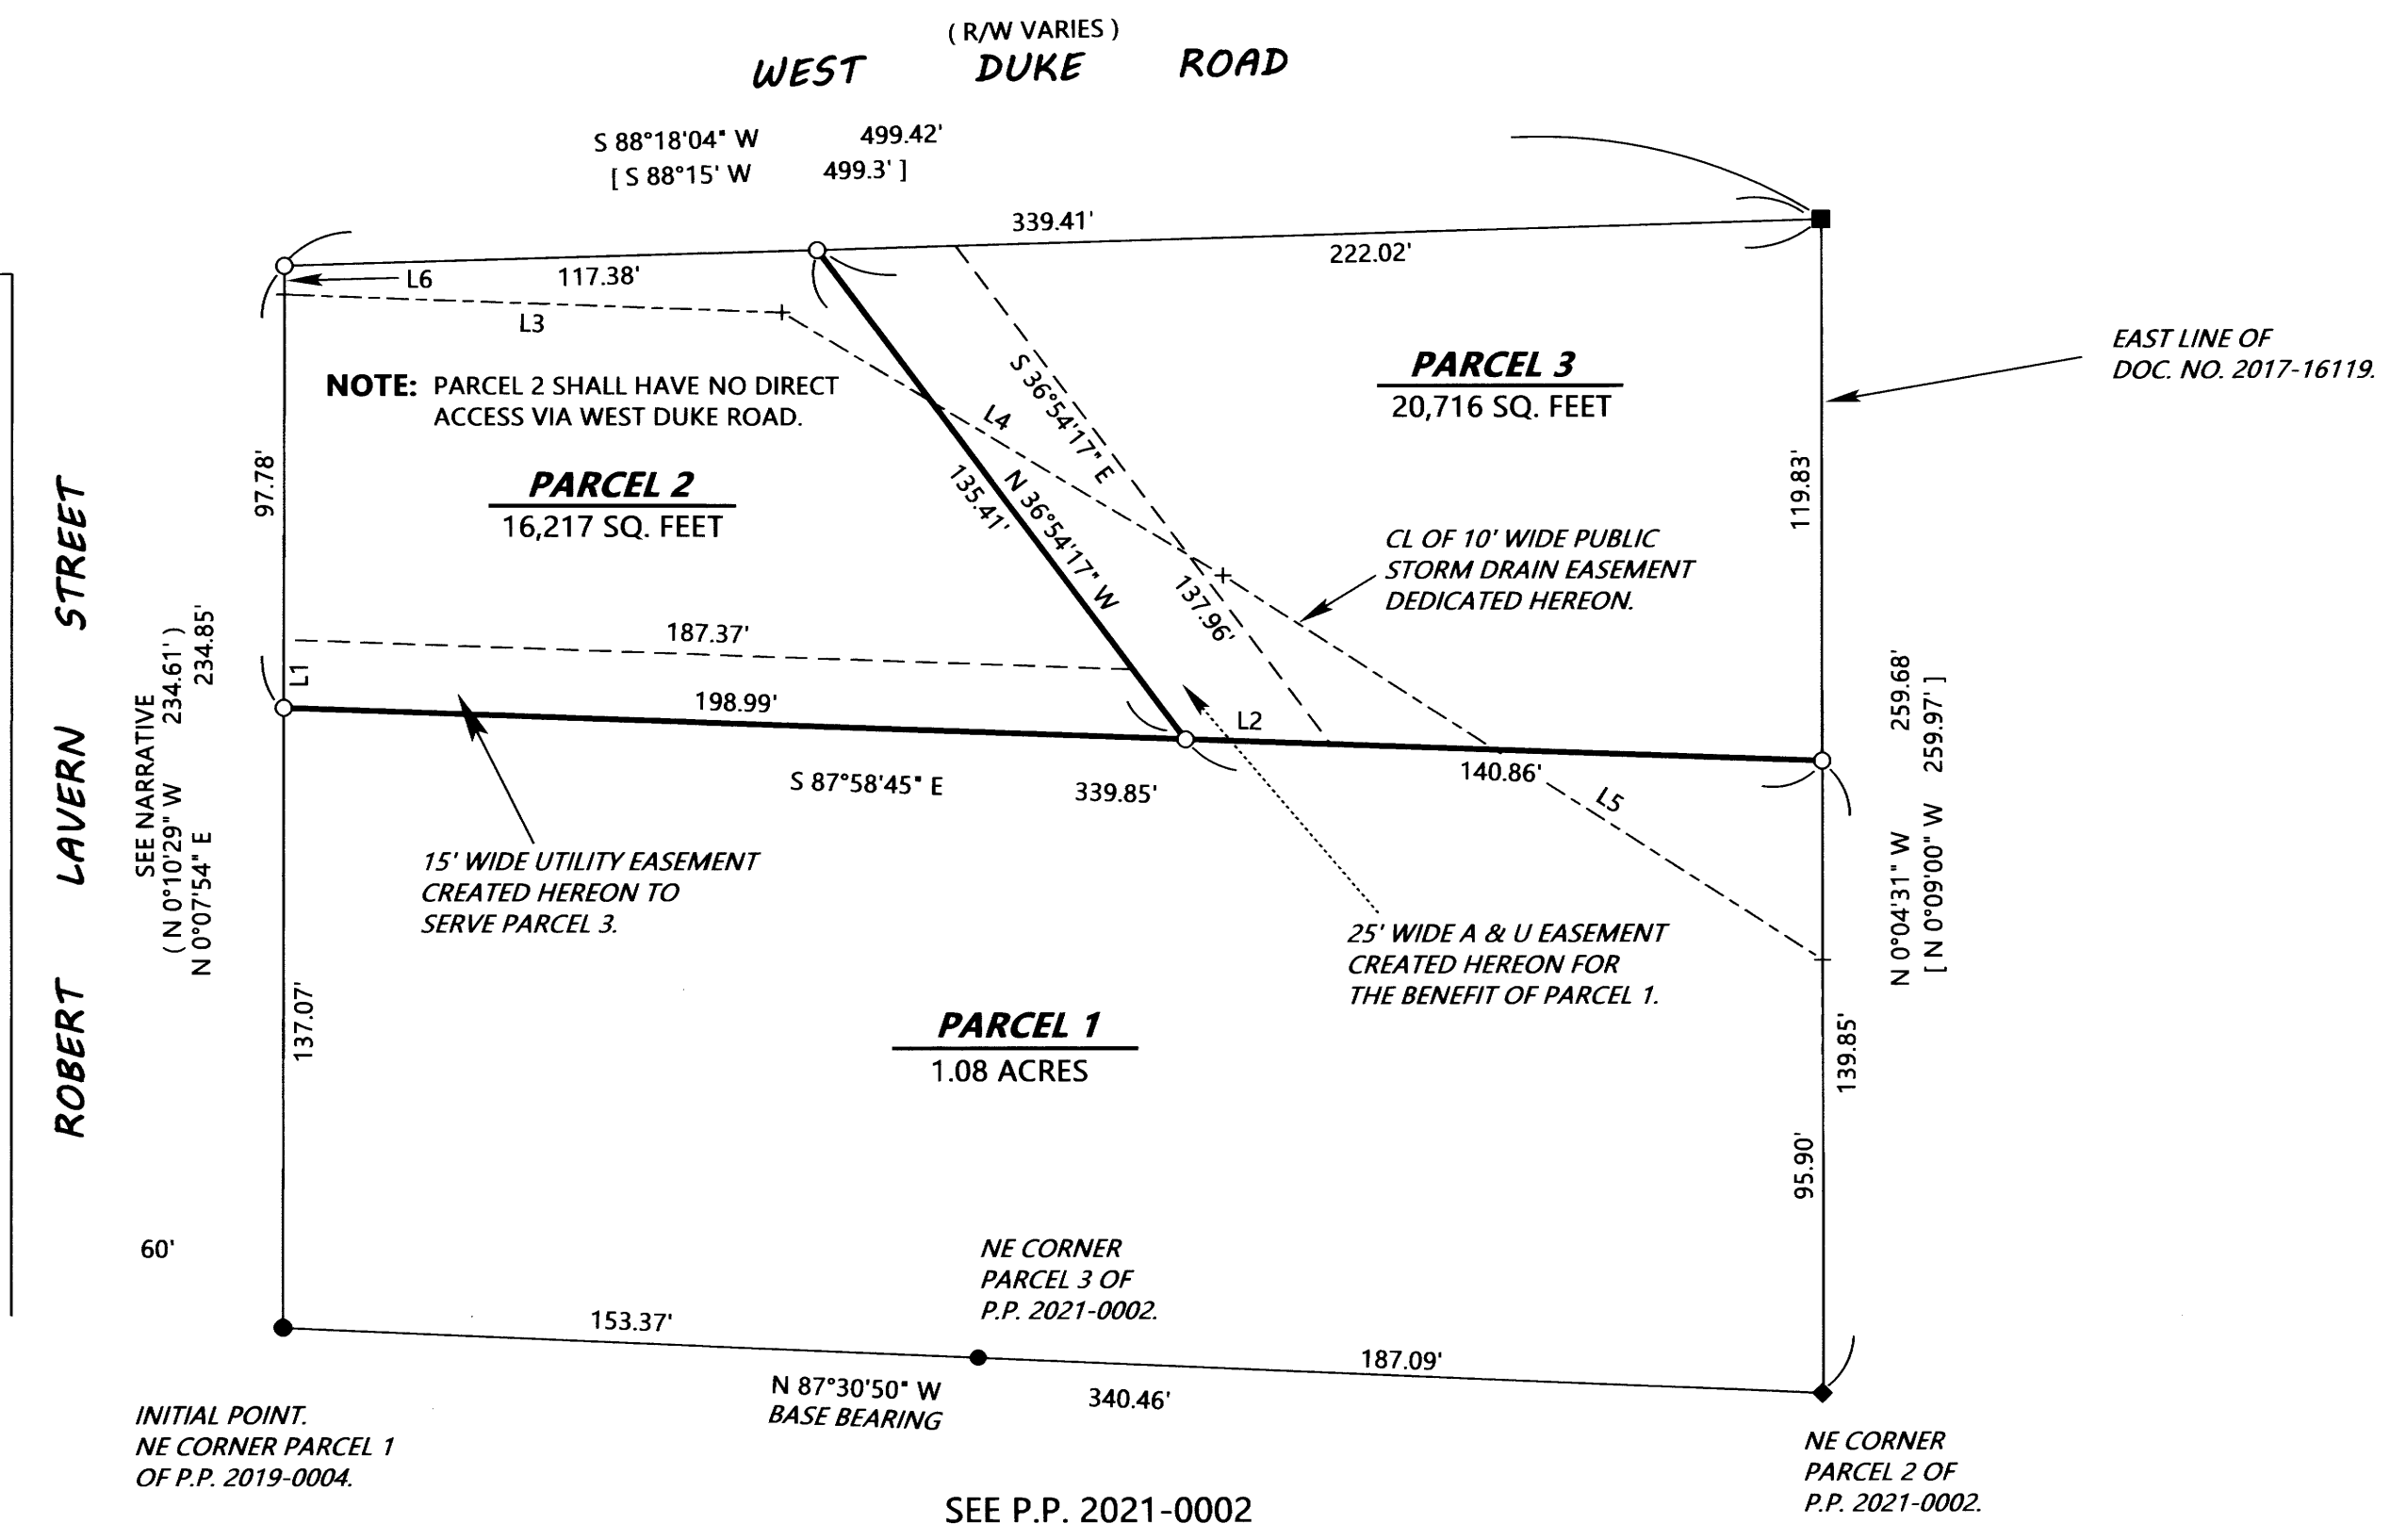 ( R/W VARIES )
WEST DUKE ROAD
S 88°18'04" W 499.42'
[ S 88°15' W 499.3' ]
339.41'
222.02'
117.38'
L6
L3
EAST LINE OF
DOC. NO. 2017-16119.
PARCEL 3
20,716 SQ. FEET
NOTE: PARCEL 2 SHALL HAVE NO DIRECT
ACCESS VIA WEST DUKE ROAD.
S 36°54'17" E
137.96'
L4
N 36°54'17" W
135.41'
97.78'
PARCEL 2
16,217 SQ. FEET
119.83'
CL OF 10' WIDE PUBLIC
STORM DRAIN EASEMENT
DEDICATED HEREON.
ROBERT LAVERN STREET
SEE NARRATIVE
( N 0°10'29" W 234.61' )
N 0°07'54" E 234.85'
187.37'
L1
198.99'
L2
S 87°58'45" E 339.85'
140.86'
L5
N 0°04'31" W 259.68'
[ N 0°09'00" W 259.97' ]
15' WIDE UTILITY EASEMENT
CREATED HEREON TO
SERVE PARCEL 3.
25' WIDE A & U EASEMENT
CREATED HEREON FOR
THE BENEFIT OF PARCEL 1.
137.07'
PARCEL 1
1.08 ACRES
139.85'
95.90'
60'
NE CORNER
PARCEL 3 OF
P.P. 2021-0002.
153.37'
187.09'
N 87°30'50" W 340.46'
BASE BEARING
INITIAL POINT.
NE CORNER PARCEL 1
OF P.P. 2019-0004.
NE CORNER
PARCEL 2 OF
P.P. 2021-0002.
SEE P.P. 2021-0002